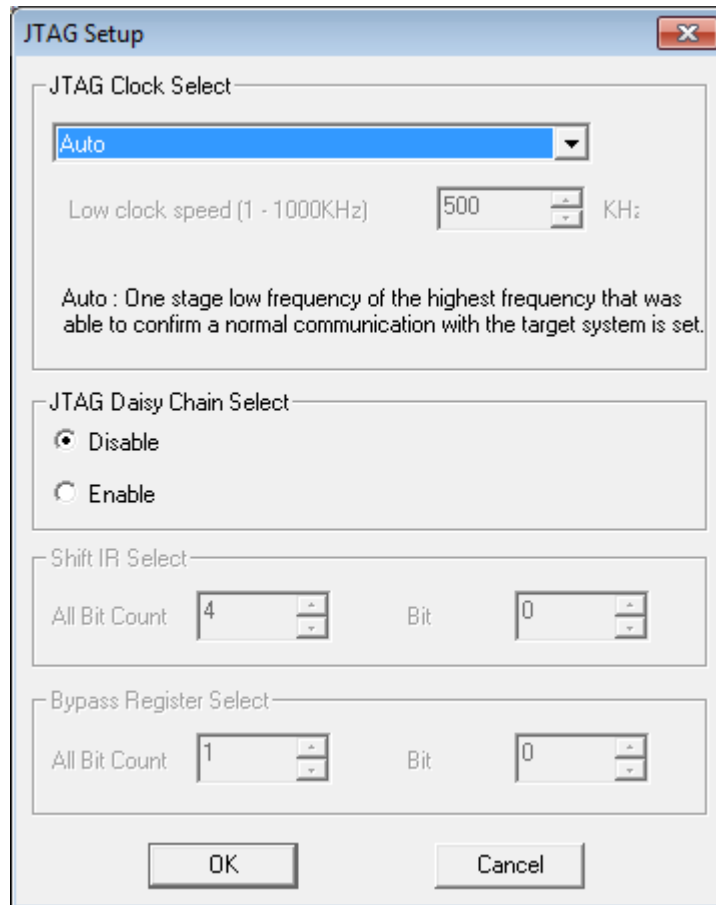 JTAG Setup
JTAG Clock Select
Auto
Low clock speed (1 - 1000KHz) 500 KHz
Auto : One stage low frequency of the highest frequency that was
able to confirm a normal communication with the target system is set.
JTAG Daisy Chain Select
Disable
Enable
Shift IR Select
All Bit Count 4 Bit 0
Bypass Register Select
All Bit Count 1 Bit 0
OK Cancel